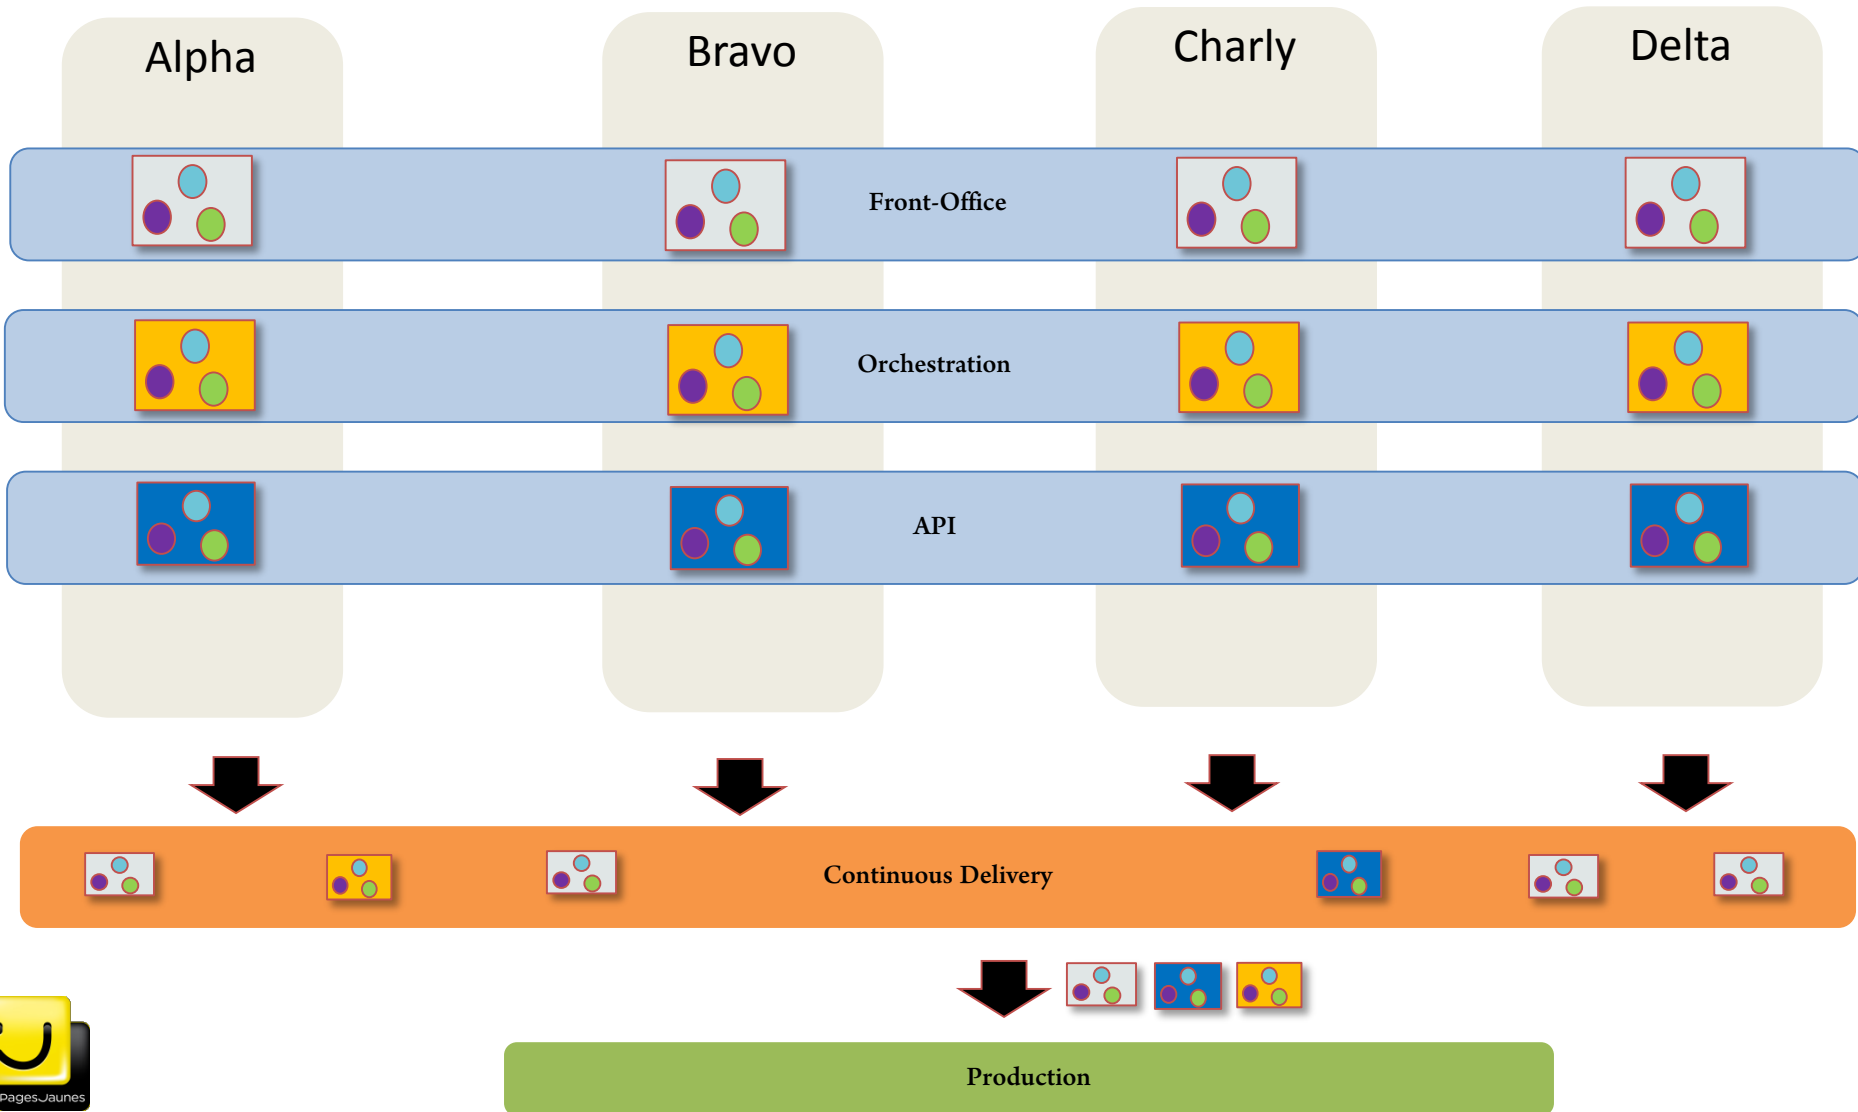 Alpha
Bravo
Charly
Delta
Front-Office
Orchestration
API
Continuous Delivery
Production
PagesJaunes